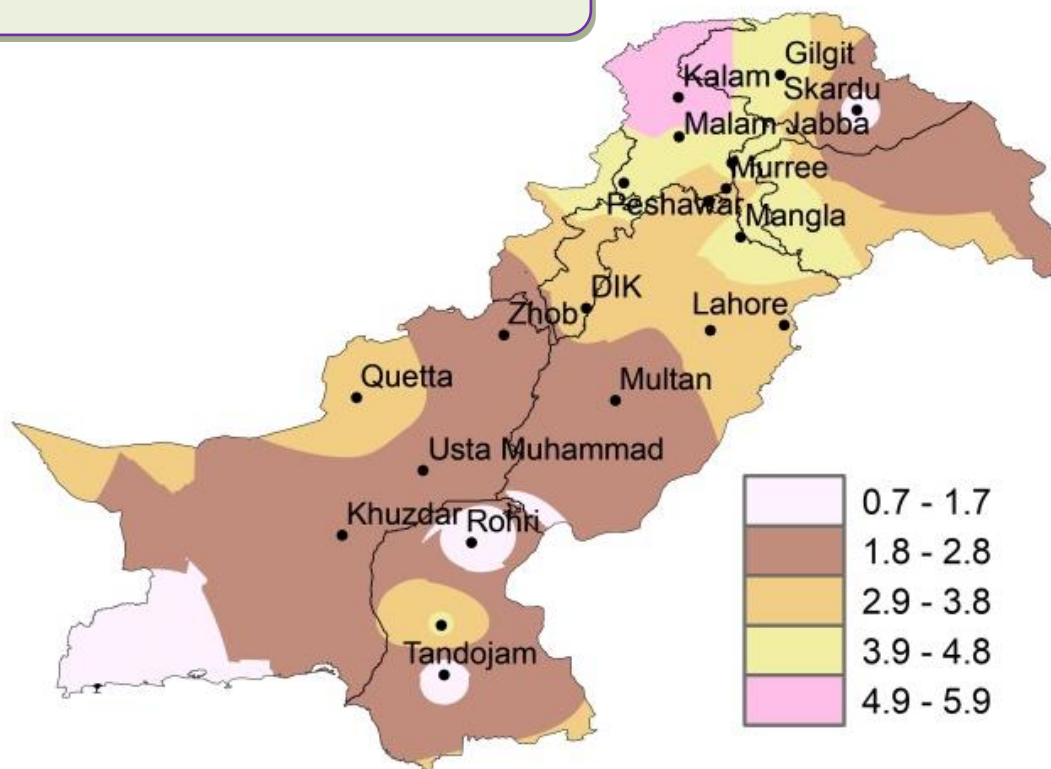 Gilgit
Kalam
Skardu
Malam Jabba
Murree
Peshawar
Mangla
DIK
Zhob
Lahore
Quetta
Multan
Usta Muhammad
Khuzdar
Rohri
Tandojam
0.7 - 1.7
1.8 - 2.8
2.9 - 3.8
3.9 - 4.8
4.9 - 5.9